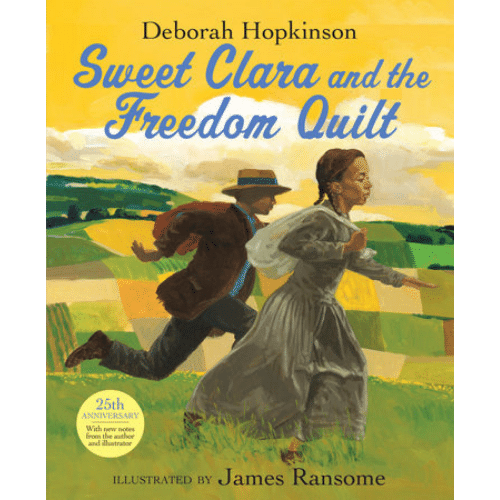 Deborah Hopkinson
Sweet Clara and the
Freedom Quilt
25th
ANNIVERSARY
With new notes
from the author
and illustrator
ILLUSTRATED BY James Ransome